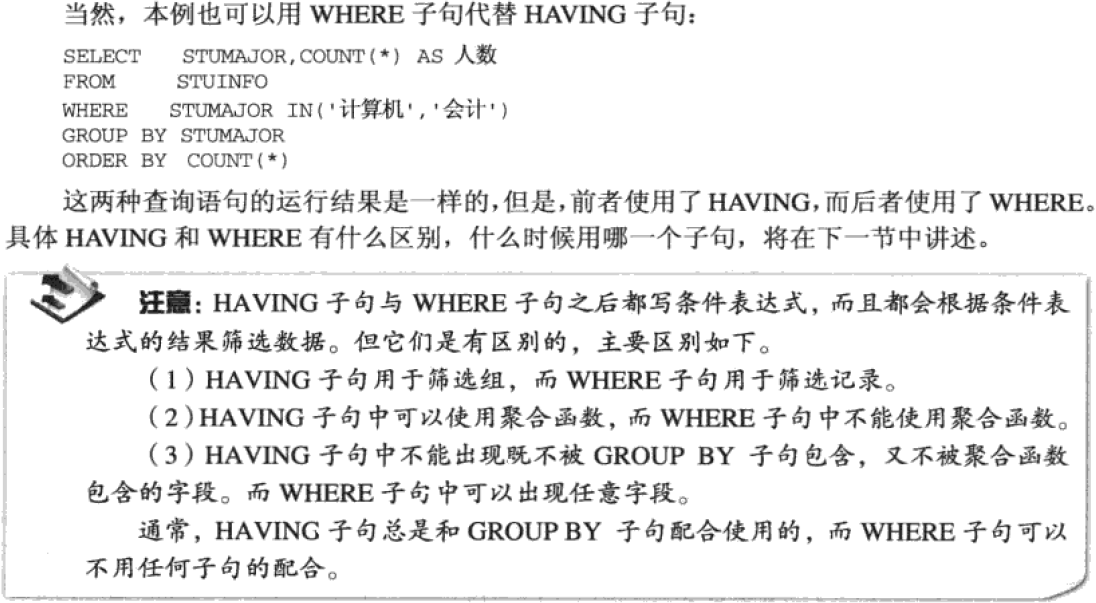 当然，本例也可以用 WHERE 子句代替 HAVING 子句：
SELECT STUMAJOR,COUNT(*) AS 人数
FROM STUINFO
WHERE STUMAJOR IN('计算机','会计')
GROUP BY STUMAJOR
ORDER BY COUNT(*)
这两种查询语句的运行结果是一样的，但是，前者使用了 HAVING，而后者使用了 WHERE。
具体 HAVING 和 WHERE 有什么区别，什么时候用哪一个子句，将在下一节中讲述。
注意：HAVING 子句与 WHERE 子句之后都写条件表达式，而且都会根据条件表
达式的结果筛选数据。但它们是有区别的，主要区别如下。
（1）HAVING 子句用于筛选组，而 WHERE 子句用于筛选记录。
（2）HAVING 子句中可以使用聚合函数，而 WHERE 子句中不能使用聚合函数。
（3）HAVING 子句中不能出现既不被 GROUP BY 子句包含，又不被聚合函数
包含的字段。而 WHERE 子句中可以出现任意字段。
通常，HAVING 子句总是和 GROUP BY 子句配合使用的，而 WHERE 子句可以
不用任何子句的配合。